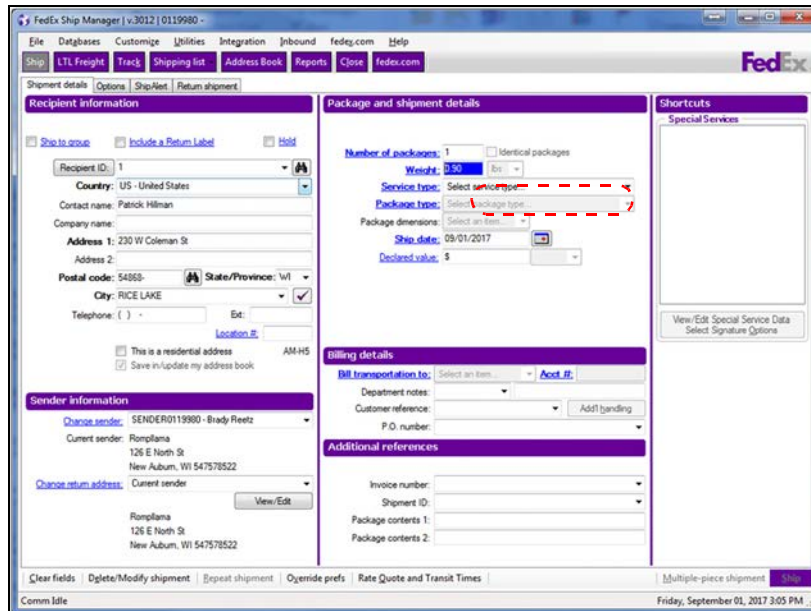 FedEx Ship Manager | v.3012 | 0119980 -
File Databases Customize Utilities Integration Inbound fedex.com Help
Ship LTL Freight Track Shipping list Address Book Reports Close fedex.com
FedEx
Shipment details Options ShipAlert Return shipment
Recipient information
Ship to group Include a Return Label Hold
Recipient ID: 1
Country: US - United States
Contact name: Patrick Hillman
Company name:
Address 1: 230 W Coleman St
Address 2:
Postal code: 54868- State/Province: WI
City: RICE LAKE
Telephone: ( ) - Ext:
Location #:
This is a residential address AM-H5
Save in/update my address book
Sender information
Change sender: SENDER0119980 - Brady Reetz
Current sender: Rompllama
126 E North St
New Auburn, WI 547578522
Change return address: Current sender
View/Edit
Rompllama
126 E North St
New Auburn, WI 547578522
Package and shipment details
Number of packages: 1 Identical packages
Weight: 0.90 lbs
Service type: Select service type...
Package type: Select package type...
Package dimensions: Select an item...
Ship date: 09/01/2017
Declared value: $
Billing details
Bill transportation to: Select an item... Acct #:
Department notes:
Customer reference: Add'l handling
P.O. number:
Additional references
Invoice number:
Shipment ID:
Package contents 1:
Package contents 2:
Shortcuts
Special Services
View/Edit Special Service Data
Select Signature Options
Clear fields Delete/Modify shipment Repeat shipment Override prefs Rate Quote and Transit Times Multiple-piece shipment Ship
Comm Idle Friday, September 01, 2017 3:05 PM